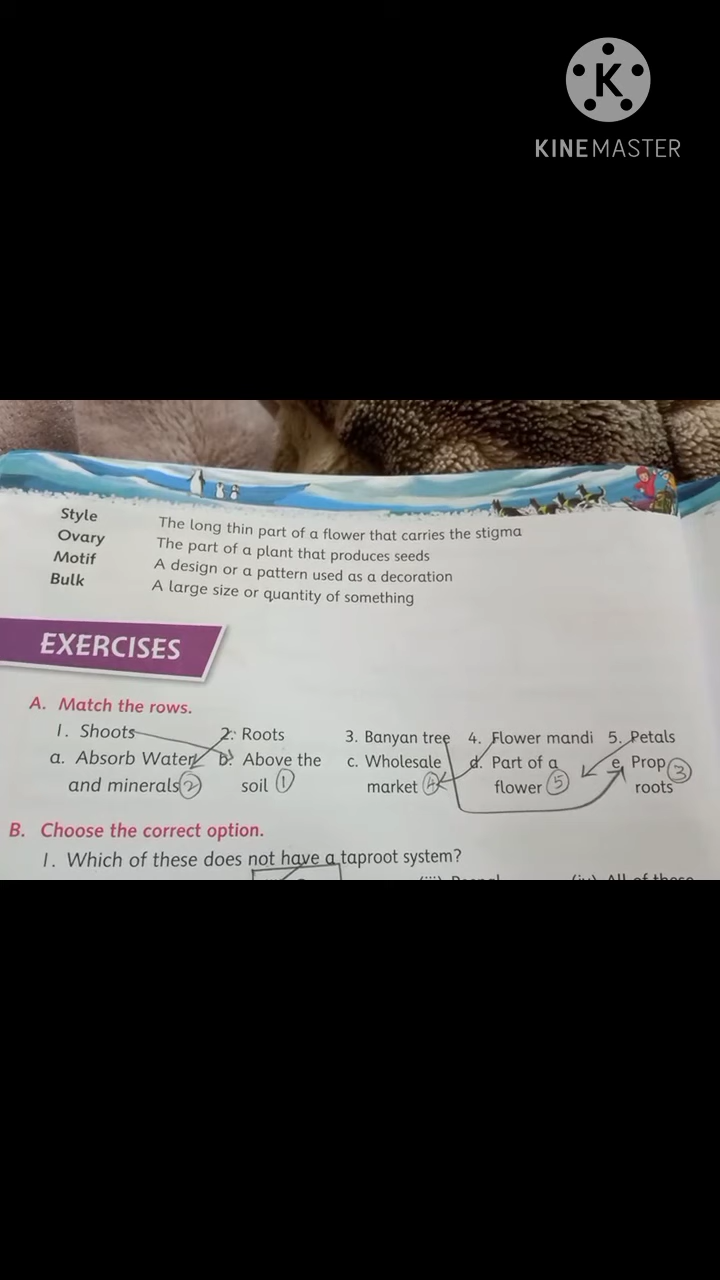 K
KINEMASTER
Style The long thin part of a flower that carries the stigma
Ovary The part of a plant that produces seeds
Motif A design or a pattern used as a decoration
Bulk A large size or quantity of something
EXERCISES
A. Match the rows.
1. Shoots 2. Roots 3. Banyan tree 4. Flower mandi 5. Petals
a. Absorb Water b. Above the c. Wholesale d. Part of a e. Prop 3
and minerals 2 soil 1 market 4 flower 5 roots
B. Choose the correct option.
1. Which of these does not have a taproot system?
(iv) All of these